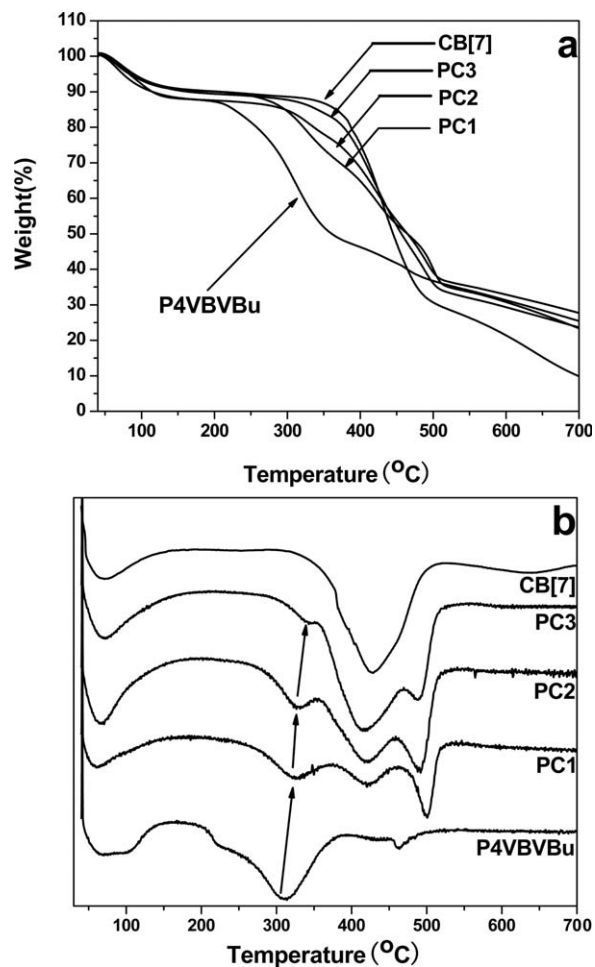 a
CB[7]
PC3
PC2
PC1
P4VBVBu
Weight(%)
110
100
90
80
70
60
50
40
30
20
10
0
100 200 300 400 500 600 700
Temperature(°C)
b
CB[7]
PC3
PC2
PC1
P4VBVBu
100 200 300 400 500 600 700
Temperature(°C)